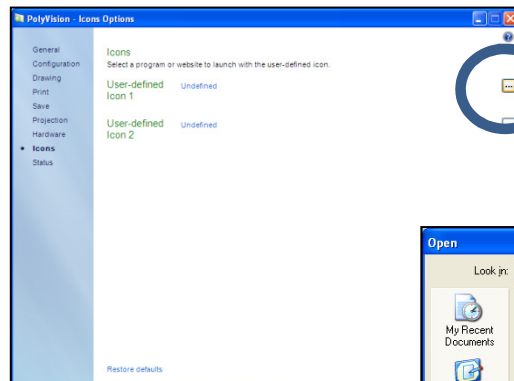 PolyVision - Icons Options
General
Configuration
Drawing
Print
Save
Projection
Hardware
Icons
Status
Icons
Select a program or website to launch with the user-defined icon.
User-defined Undefined
Icon 1
...
User-defined Undefined
Icon 2
Restore defaults
Open
Look in:
My Recent
Documents